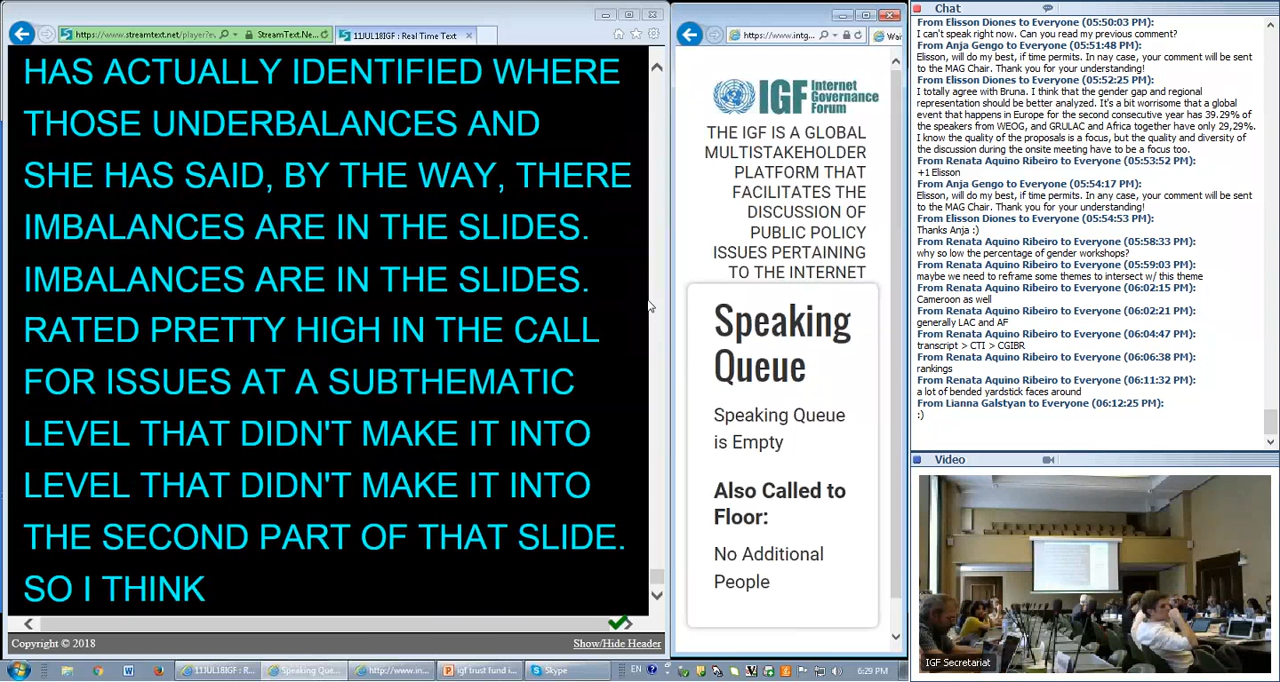 https://www.streamtext.net/player?e
StreamText.Net
11JUL18IGF : Real Time Text
HAS ACTUALLY IDENTIFIED WHERE
THOSE UNDERBALANCES AND
SHE HAS SAID, BY THE WAY, THERE
IMBALANCES ARE IN THE SLIDES.
IMBALANCES ARE IN THE SLIDES.
RATED PRETTY HIGH IN THE CALL
FOR ISSUES AT A SUBTHEMATIC
LEVEL THAT DIDN'T MAKE IT INTO
LEVEL THAT DIDN'T MAKE IT INTO
THE SECOND PART OF THAT SLIDE.
SO I THINK
Copyright © 2018
Show/Hide Header
https://www.intg...
IGF Internet
Governance
Forum
THE IGF IS A GLOBAL
MULTISTAKEHOLDER
PLATFORM THAT
FACILITATES THE
DISCUSSION OF
PUBLIC POLICY
ISSUES PERTAINING
TO THE INTERNET
Speaking
Queue
Speaking Queue
is Empty
Also Called to
Floor:
No Additional
People
Chat
From Elisson Diones to Everyone (05:50:03 PM):
I can't speak right now. Can you read my previous comment?
From Anja Gengo to Everyone (05:51:48 PM):
Elisson, will do my best, if time permits. In nay case, your comment will be sent
to the MAG Chair. Thank you for your understanding!
From Elisson Diones to Everyone (05:52:25 PM):
I totally agree with Bruna. I think that the gender gap and regional
representation should be better analyzed. It's a bit worrisome that a global
event that happens in Europe for the second consecutive year has 39.29% of
the speakers from WEOG, and GRULAC and Africa together have only 29,29%.
I know the quality of the proposals is a focus, but the quality and diversity of
the discussion during the onsite meeting have to be a focus too.
From Renata Aquino Ribeiro to Everyone (05:53:52 PM):
+1 Elisson
From Anja Gengo to Everyone (05:54:17 PM):
Elisson, will do my best, if time permits. In any case, your comment will be sent
to the MAG Chair. Thank you for your understanding!
From Elisson Diones to Everyone (05:54:53 PM):
Thanks Anja :)
From Renata Aquino Ribeiro to Everyone (05:58:33 PM):
why so low the percentage of gender workshops?
From Renata Aquino Ribeiro to Everyone (05:59:03 PM):
maybe we need to reframe some themes to intersect w/ this theme
From Renata Aquino Ribeiro to Everyone (06:02:15 PM):
Cameroon as well
From Renata Aquino Ribeiro to Everyone (06:02:21 PM):
generally LAC and AF
From Renata Aquino Ribeiro to Everyone (06:04:47 PM):
transcript > CTI > CGIBR
From Renata Aquino Ribeiro to Everyone (06:06:38 PM):
rankings
From Renata Aquino Ribeiro to Everyone (06:11:32 PM):
a lot of bended yardstick faces around
From Lianna Galstyan to Everyone (06:12:25 PM):
:)
Video
IGF Secretariat
11JUL18IGF : R...
Speaking Que...
http://www.in...
igf trust fund i...
Skype
EN
6:29 PM